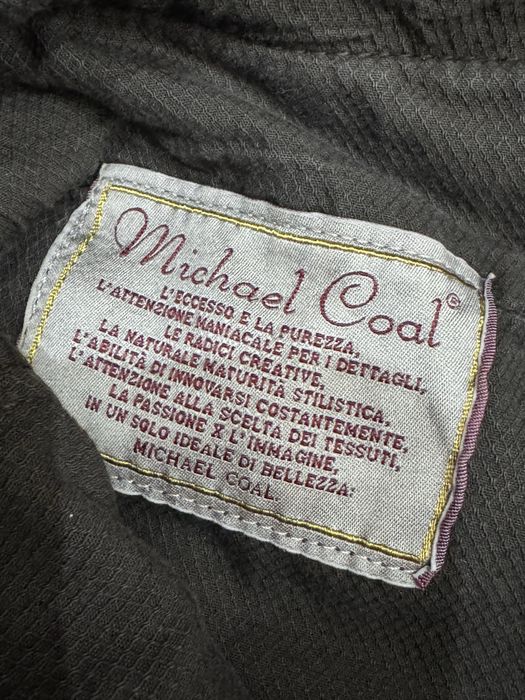 Michael Coal®
L'ECCESSO E LA PUREZZA,
L'ATTENZIONE MANIACALE PER I DETTAGLI,
LE RADICI CREATIVE,
LA NATURALE MATURITÀ STILISTICA,
L'ABILITÀ DI INNOVARSI COSTANTEMENTE,
L'ATTENZIONE ALLA SCELTA DEI TESSUTI,
LA PASSIONE X L'IMMAGINE,
IN UN SOLO IDEALE DI BELLEZZA:
MICHAEL COAL